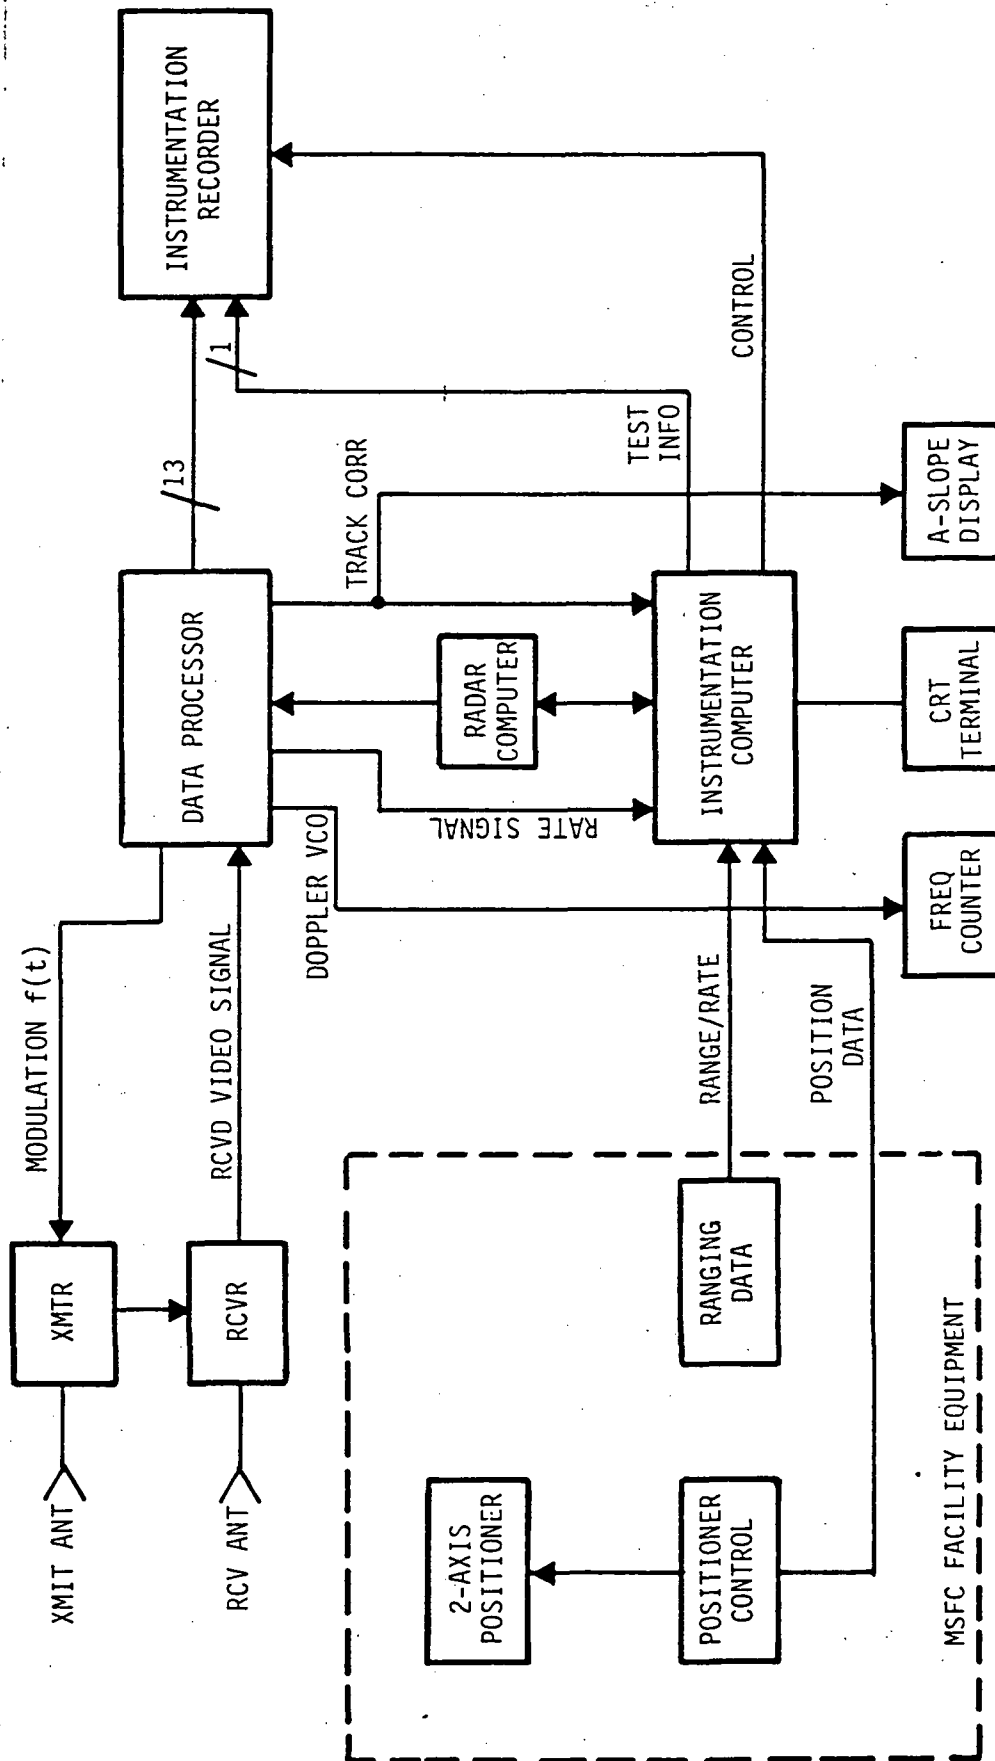 XMIT ANT
XMTR
MODULATION f(t)
RCV ANT
RCVR
RCVD VIDEO SIGNAL
DATA PROCESSOR
/13
/1
INSTRUMENTATION
RECORDER
DOPPLER VCO
RATE SIGNAL
RADAR
COMPUTER
TRACK CORR
2-AXIS
POSITIONER
POSITIONER
CONTROL
RANGING
DATA
RANGE/RATE
POSITION
DATA
INSTRUMENTATION
COMPUTER
TEST
INFO
CONTROL
MSFC FACILITY EQUIPMENT
FREQ
COUNTER
CRT
TERMINAL
A-SLOPE
DISPLAY